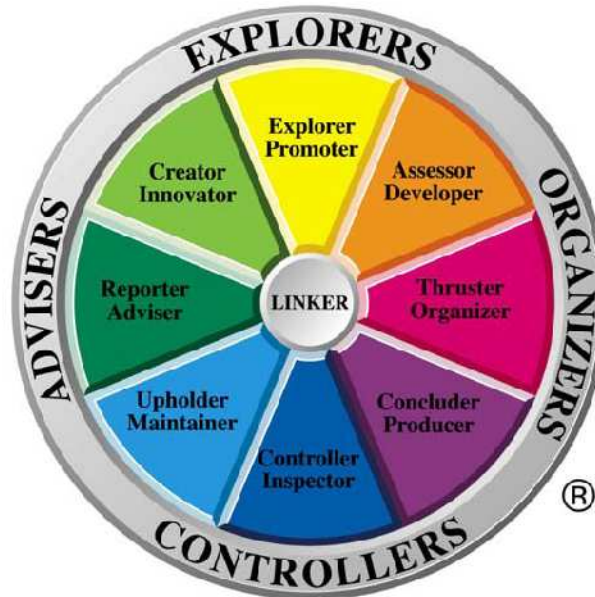 EXPLORERS
Explorer
Promoter
Creator
Innovator
Assessor
Developer
ADVISERS
ORGANIZERS
Reporter
Adviser
LINKER
Thruster
Organizer
Upholder
Maintainer
Concluder
Producer
Controller
Inspector
CONTROLLERS
®